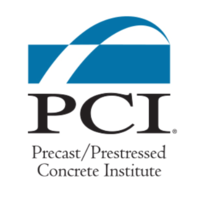 PCI®
Precast/Prestressed
Concrete Institute